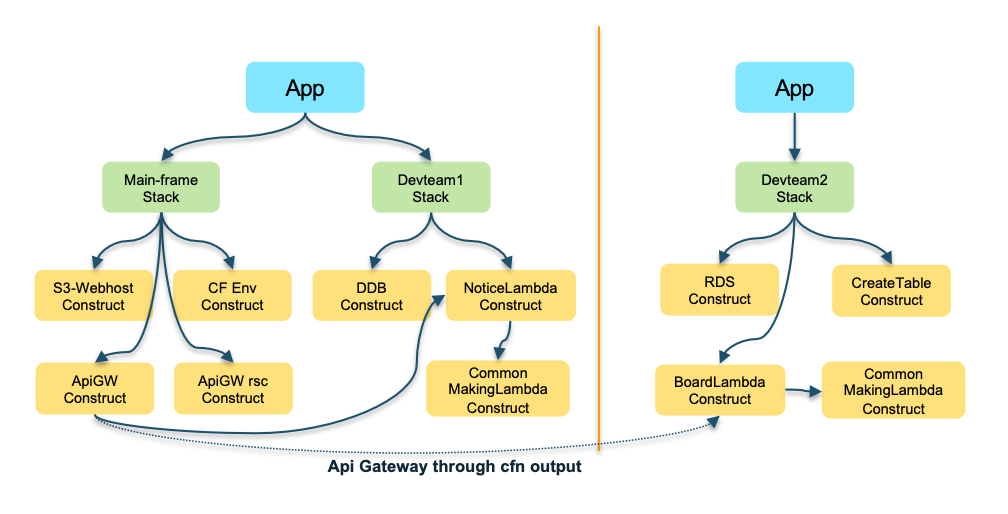 App
App
Main-frame
Stack
Devteam1
Stack
Devteam2
Stack
S3-Webhost
Construct
CF Env
Construct
DDB
Construct
NoticeLambda
Construct
RDS
Construct
CreateTable
Construct
ApiGW
Construct
ApiGW rsc
Construct
Common
MakingLambda
Construct
BoardLambda
Construct
Common
MakingLambda
Construct
Api Gateway through cfn output